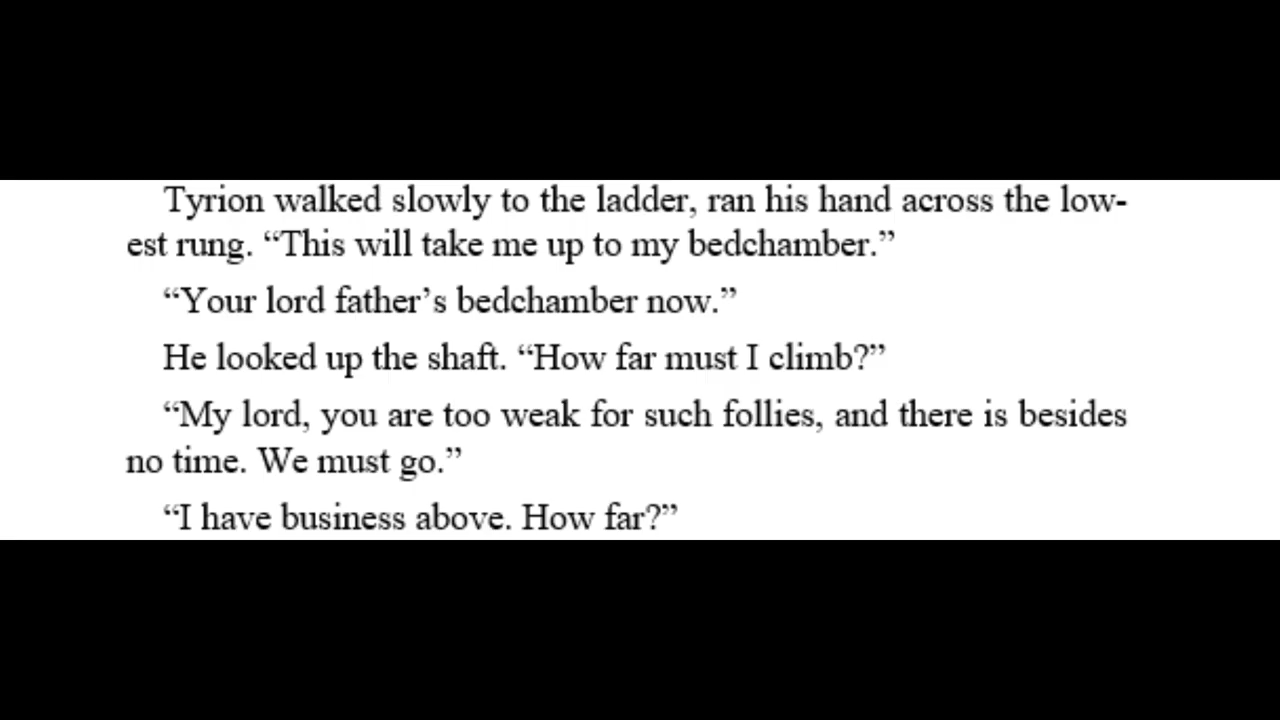 Tyrion walked slowly to the ladder, ran his hand across the low-
est rung. “This will take me up to my bedchamber.”
“Your lord father’s bedchamber now.”
He looked up the shaft. “How far must I climb?”
“My lord, you are too weak for such follies, and there is besides
no time. We must go.”
“I have business above. How far?”